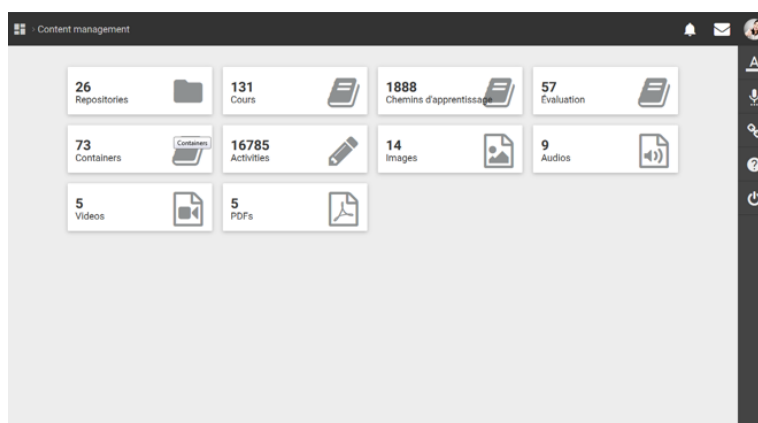 › Content management
26
Repositories
131
Cours
1888
Chemins d'apprentissage
57
Évaluation
73
Containers
Containers
16785
Activities
14
Images
9
Audios
5
Videos
5
PDFs
A